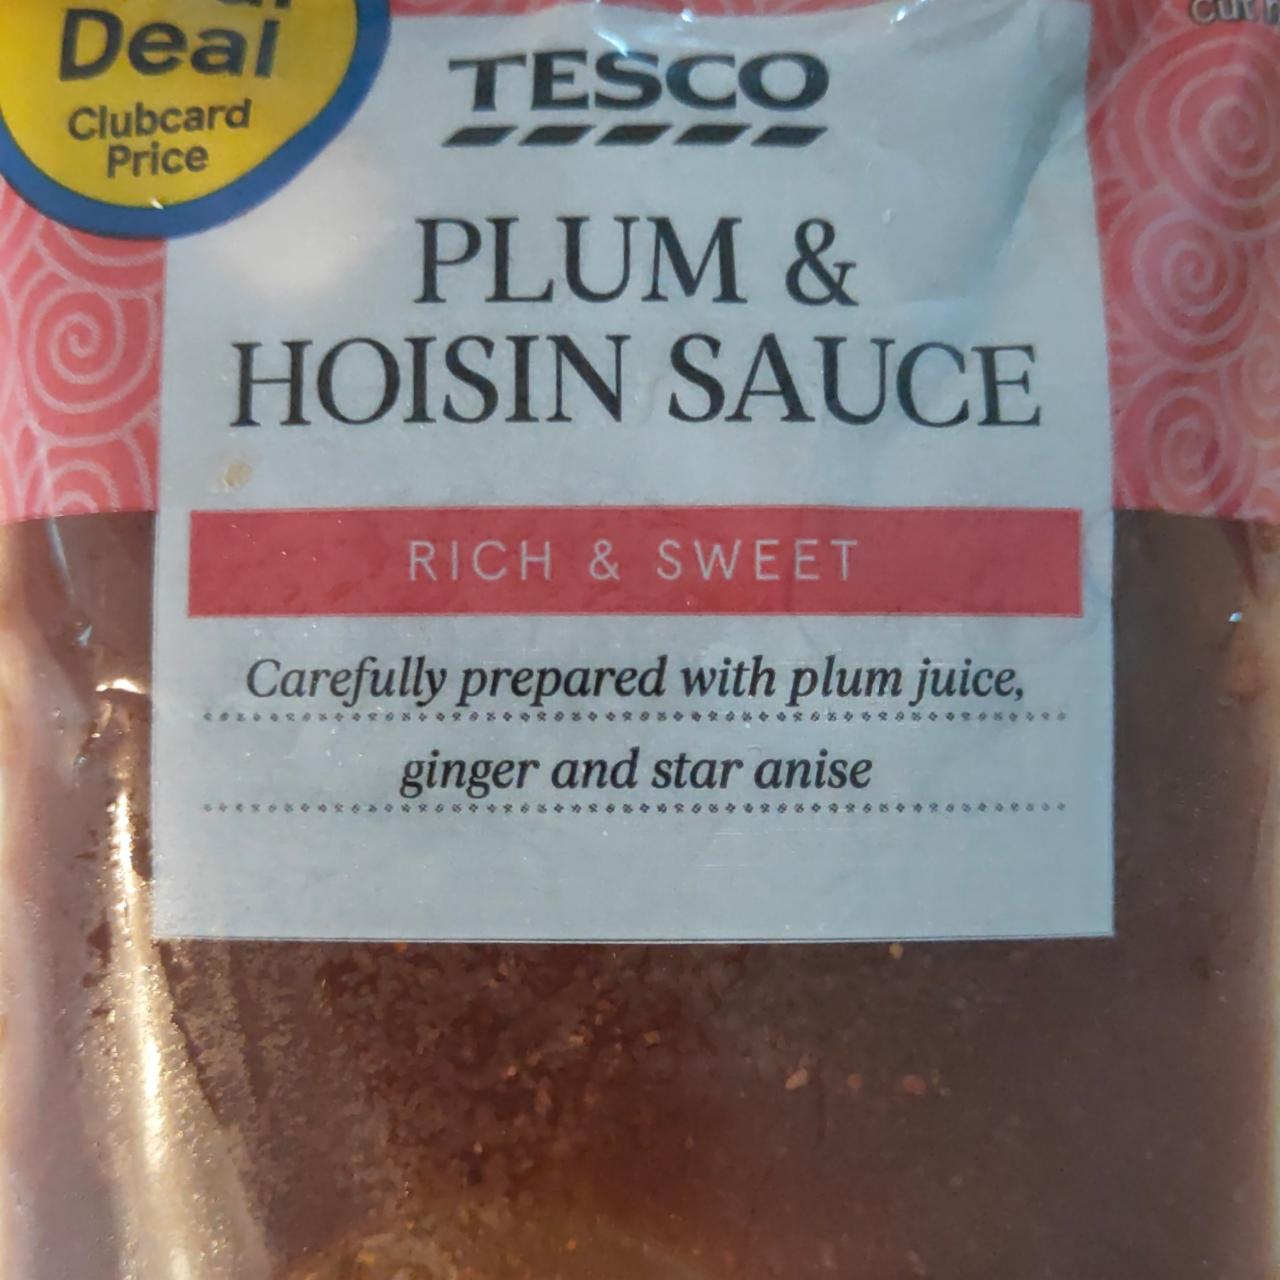 Deal
Clubcard
Price
TESCO
PLUM &
HOISIN SAUCE
RICH & SWEET
Carefully prepared with plum juice,
ginger and star anise